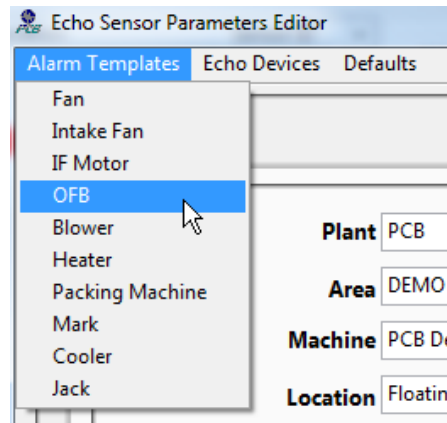 Echo Sensor Parameters Editor
Alarm Templates Echo Devices Defaults
Fan
Intake Fan
IF Motor
OFB
Blower
Heater
Packing Machine
Mark
Cooler
Jack
Plant PCB
Area DEMO
Machine PCB
Location